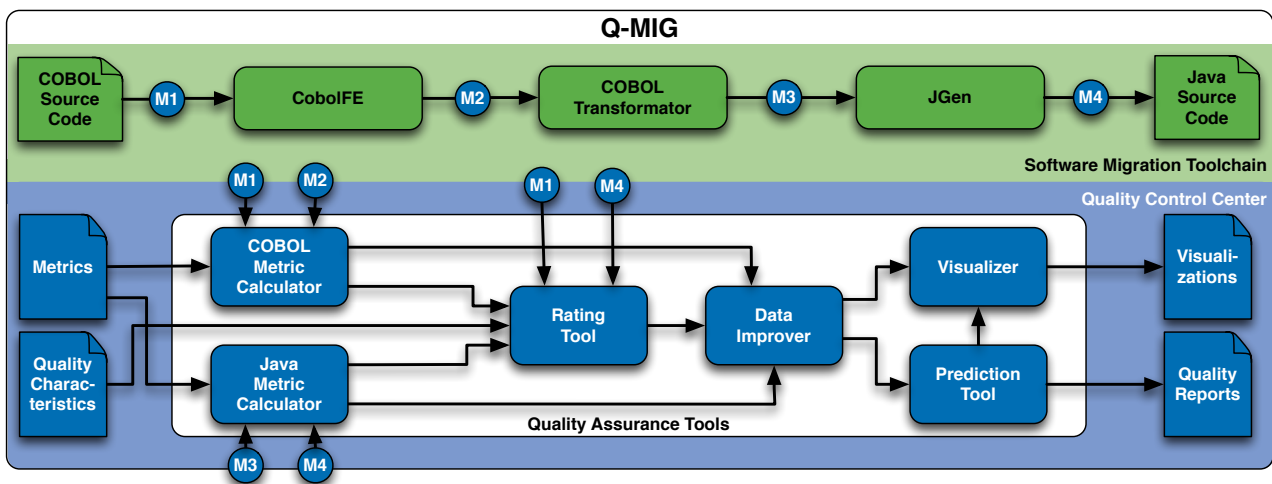 Q-MIG
COBOL
Source
Code
M1
CobolFE
M2
COBOL
Transformator
M3
JGen
M4
Java
Source
Code
Software Migration Toolchain
M1
M2
M1
M4
Quality Control Center
Metrics
COBOL
Metric
Calculator
Visualizer
Visuali-
zations
Rating
Tool
Data
Improver
Quality
Charac-
teristics
Java
Metric
Calculator
Prediction
Tool
Quality
Reports
Quality Assurance Tools
M3
M4